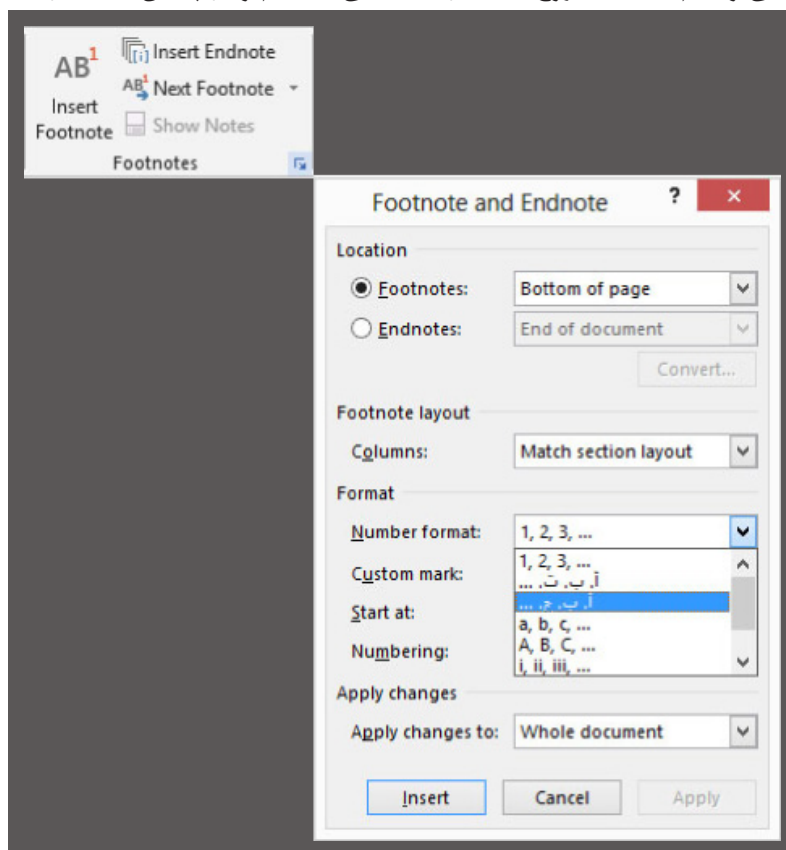 AB1
Insert Footnote
[i] Insert Endnote
AB1 Next Footnote
Show Notes
Footnotes
Footnote and Endnote ? ×
Location
Footnotes: Bottom of page
Endnotes: End of document
Convert...
Footnote layout
Columns: Match section layout
Format
Number format: 1, 2, 3, ...
1, 2, 3, ...
Custom mark:
أ, ب, ت, ...
أ, ب, ج, ...
Start at:
a, b, c, ...
Numbering:
A, B, C, ...
i, ii, iii, ...
Apply changes
Apply changes to: Whole document
Insert Cancel Apply